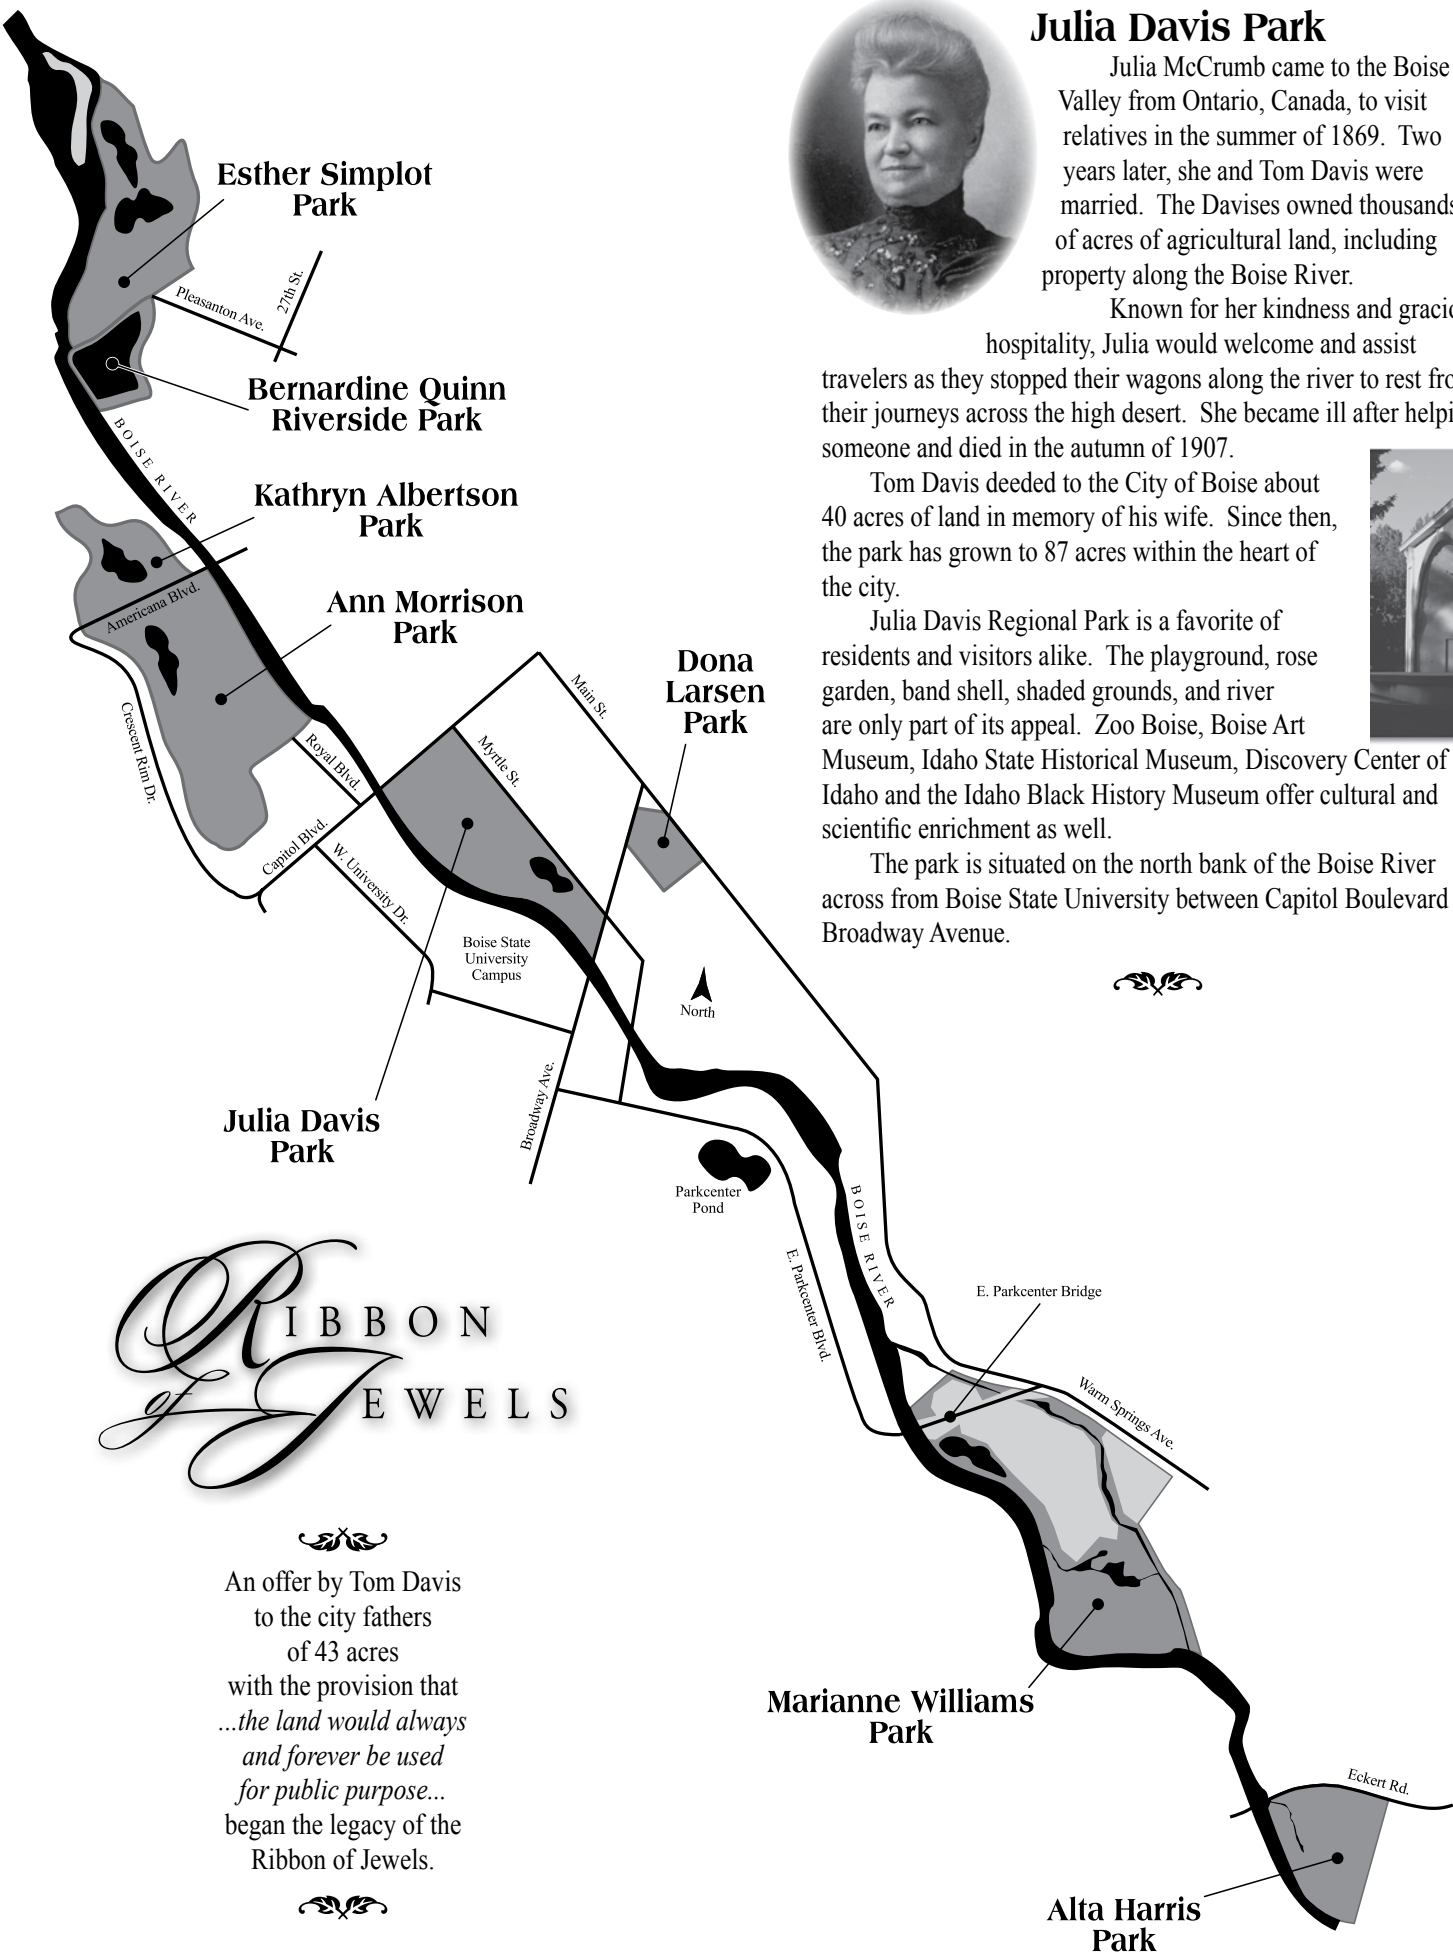 Julia Davis Park
Julia McCrumb came to the Boise
Valley from Ontario, Canada, to visit
relatives in the summer of 1869.  Two
years later, she and Tom Davis were
married.  The Davises owned thousands
of acres of agricultural land, including
property along the Boise River.
Known for her kindness and gracio
hospitality, Julia would welcome and assist
travelers as they stopped their wagons along the river to rest fro
their journeys across the high desert.  She became ill after helpi
someone and died in the autumn of 1907.
Tom Davis deeded to the City of Boise about
40 acres of land in memory of his wife.  Since then,
the park has grown to 87 acres within the heart of
the city.
Julia Davis Regional Park is a favorite of
residents and visitors alike.  The playground, rose
garden, band shell, shaded grounds, and river
are only part of its appeal.  Zoo Boise, Boise Art
Museum, Idaho State Historical Museum, Discovery Center of
Idaho and the Idaho Black History Museum offer cultural and
scientific enrichment as well.
The park is situated on the north bank of the Boise River
across from Boise State University between Capitol Boulevard
Broadway Avenue.
Esther Simplot
Park
Pleasanton Ave.
27th St.
Bernardine Quinn
Riverside Park
BOISE RIVER
Kathryn Albertson
Park
Americana Blvd.
Ann Morrison
Park
Crescent Rim Dr.
Royal Blvd.
Capitol Blvd.
W. University Dr.
Main St.
Myrtle St.
Dona
Larsen
Park
Boise State
University
Campus
North
Broadway Ave.
Julia Davis
Park
Parkcenter
Pond
BOISE RIVER
E. Parkcenter Blvd.
E. Parkcenter Bridge
Warm Springs Ave.
Marianne Williams
Park
Eckert Rd.
Alta Harris
Park
RIBBON
of JEWELS
An offer by Tom Davis
to the city fathers
of 43 acres
with the provision that
...the land would always
and forever be used
for public purpose...
began the legacy of the
Ribbon of Jewels.